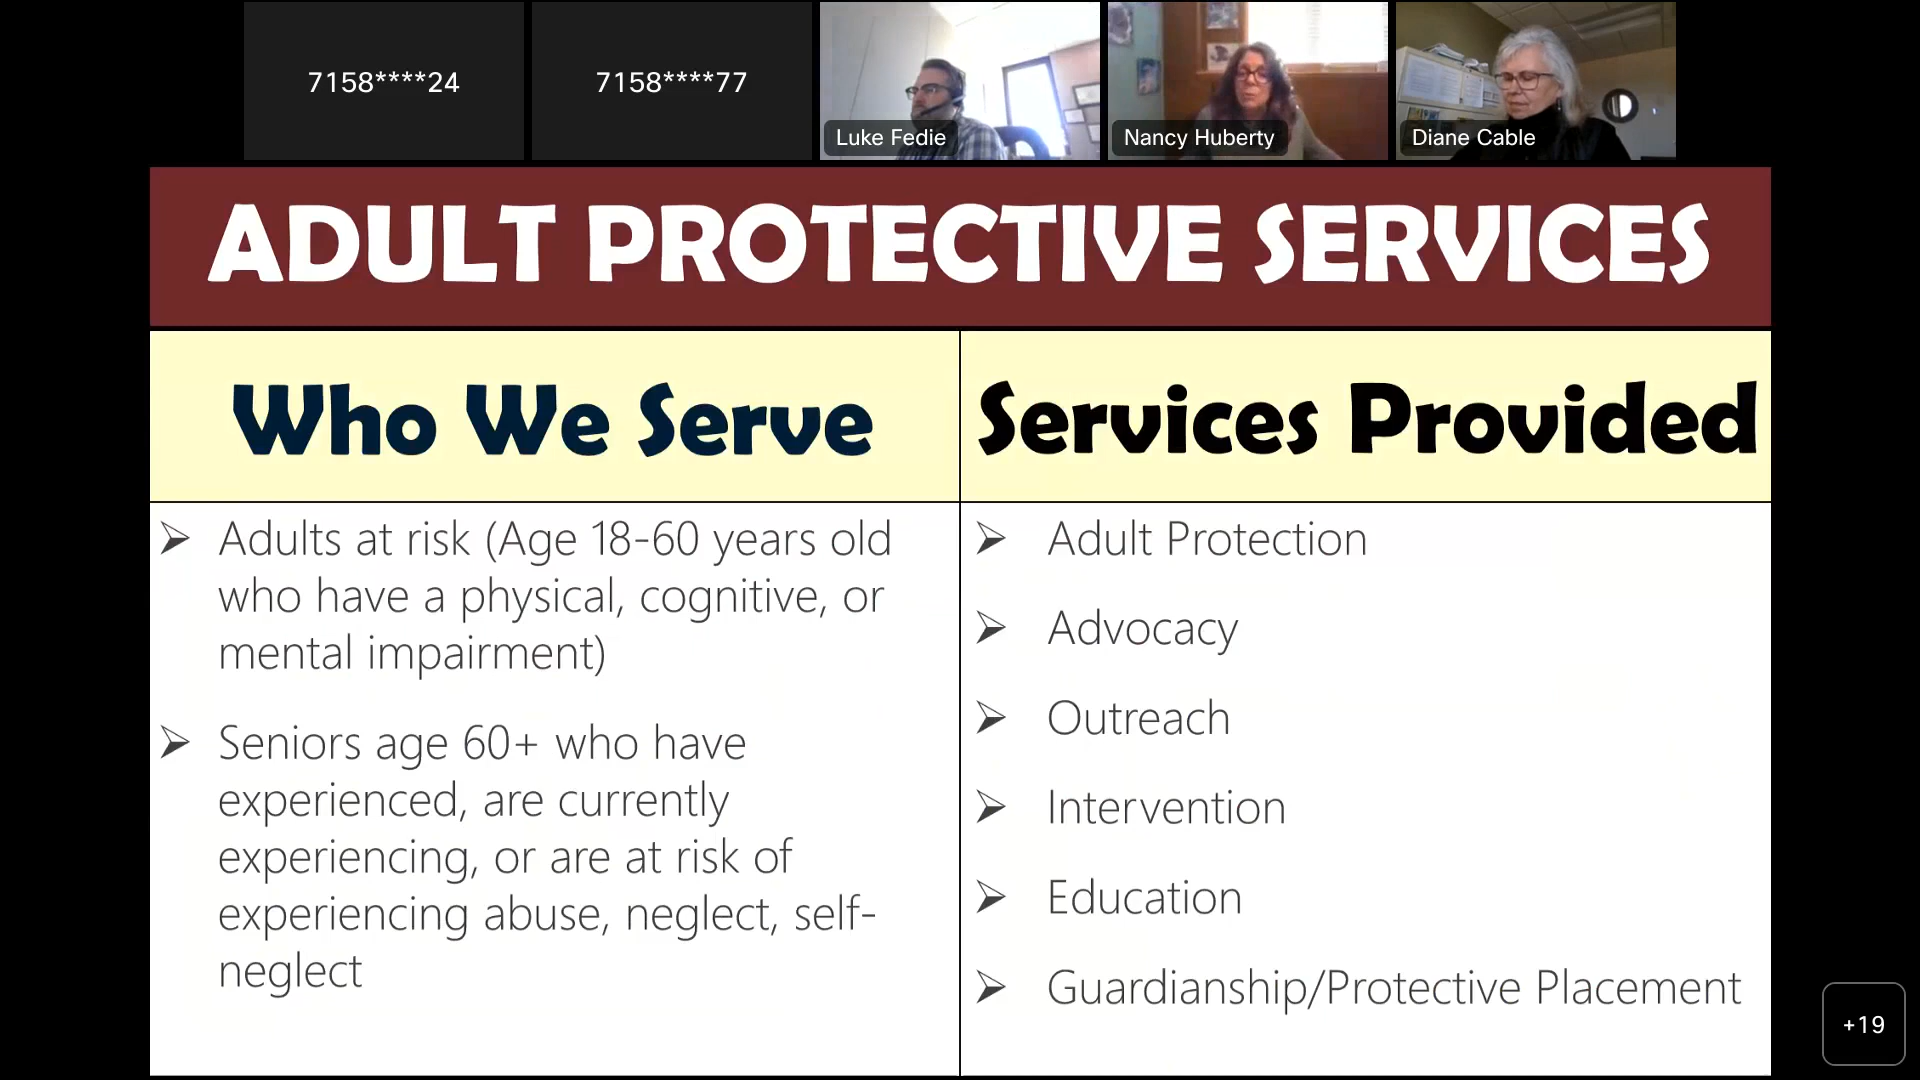 7158****24
7158****77
Luke Fedie
Nancy Huberty
Diane Cable
ADULT PROTECTIVE SERVICES
Who We Serve
Services Provided
➢ Adults at risk (Age 18-60 years old
who have a physical, cognitive, or
mental impairment)
➢ Seniors age 60+ who have
experienced, are currently
experiencing, or are at risk of
experiencing abuse, neglect, self-
neglect
➢ Adult Protection
➢ Advocacy
➢ Outreach
➢ Intervention
➢ Education
➢ Guardianship/Protective Placement
+19